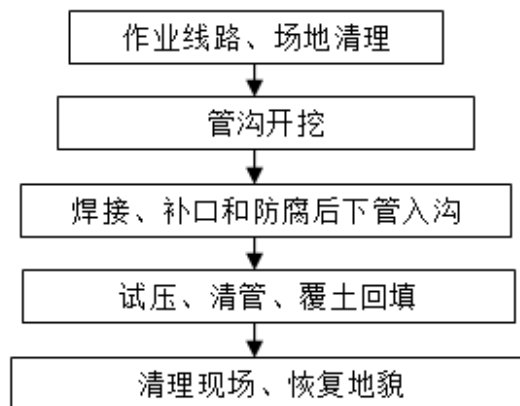 作业线路、场地清理
管沟开挖
焊接、补口和防腐后下管入沟
试压、清管、覆土回填
清理现场、恢复地貌